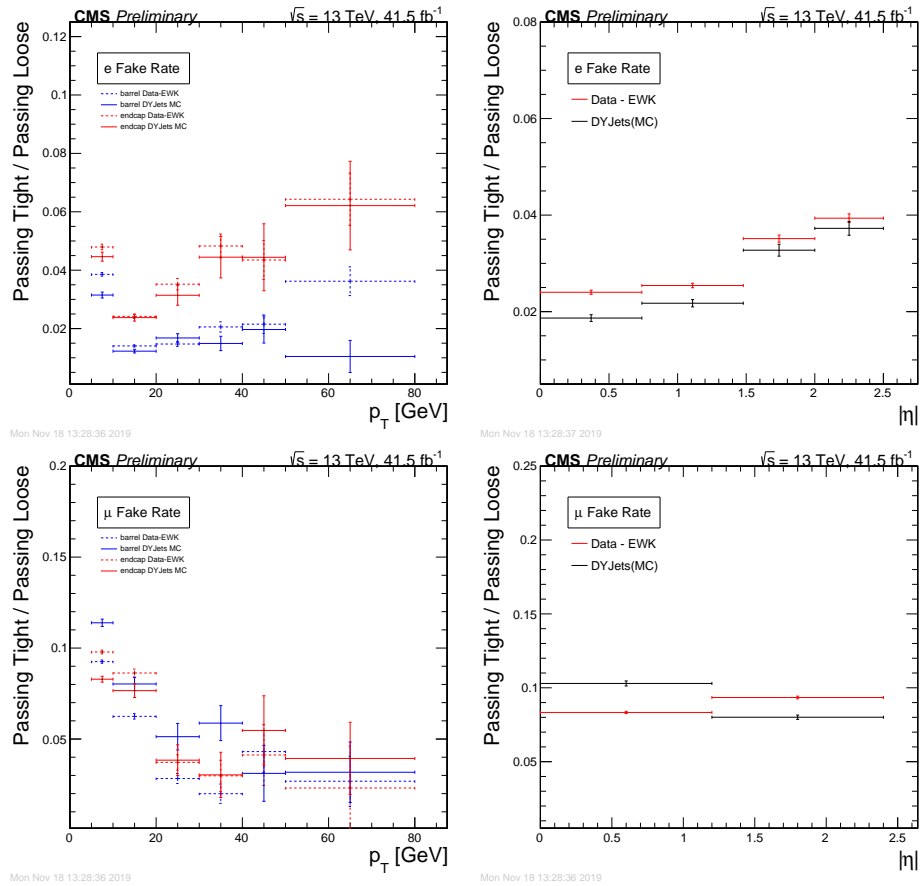 CMS Preliminary
√s = 13 TeV, 41.5 fb⁻¹
Passing Tight / Passing Loose
0.12
0.1
0.08
0.06
0.04
0.02
e Fake Rate
barrel Data-EWK
barrel DYJets MC
endcap Data-EWK
endcap DYJets MC
0 20 40 60 80
p_T [GeV]
Mon Nov 18 13:28:36 2019
CMS Preliminary
√s = 13 TeV, 41.5 fb⁻¹
Passing Tight / Passing Loose
0.08
0.06
0.04
0.02
e Fake Rate
Data - EWK
DYJets(MC)
0 0.5 1 1.5 2 2.5
|η|
Mon Nov 18 13:28:37 2019
CMS Preliminary
√s = 13 TeV, 41.5 fb⁻¹
Passing Tight / Passing Loose
0.2
0.15
0.1
0.05
μ Fake Rate
barrel Data-EWK
barrel DYJets MC
endcap Data-EWK
endcap DYJets MC
0 20 40 60 80
p_T [GeV]
Mon Nov 18 13:28:36 2019
CMS Preliminary
√s = 13 TeV, 41.5 fb⁻¹
Passing Tight / Passing Loose
0.25
0.2
0.15
0.1
0.05
μ Fake Rate
Data - EWK
DYJets(MC)
0 0.5 1 1.5 2 2.5
|η|
Mon Nov 18 13:28:36 2019